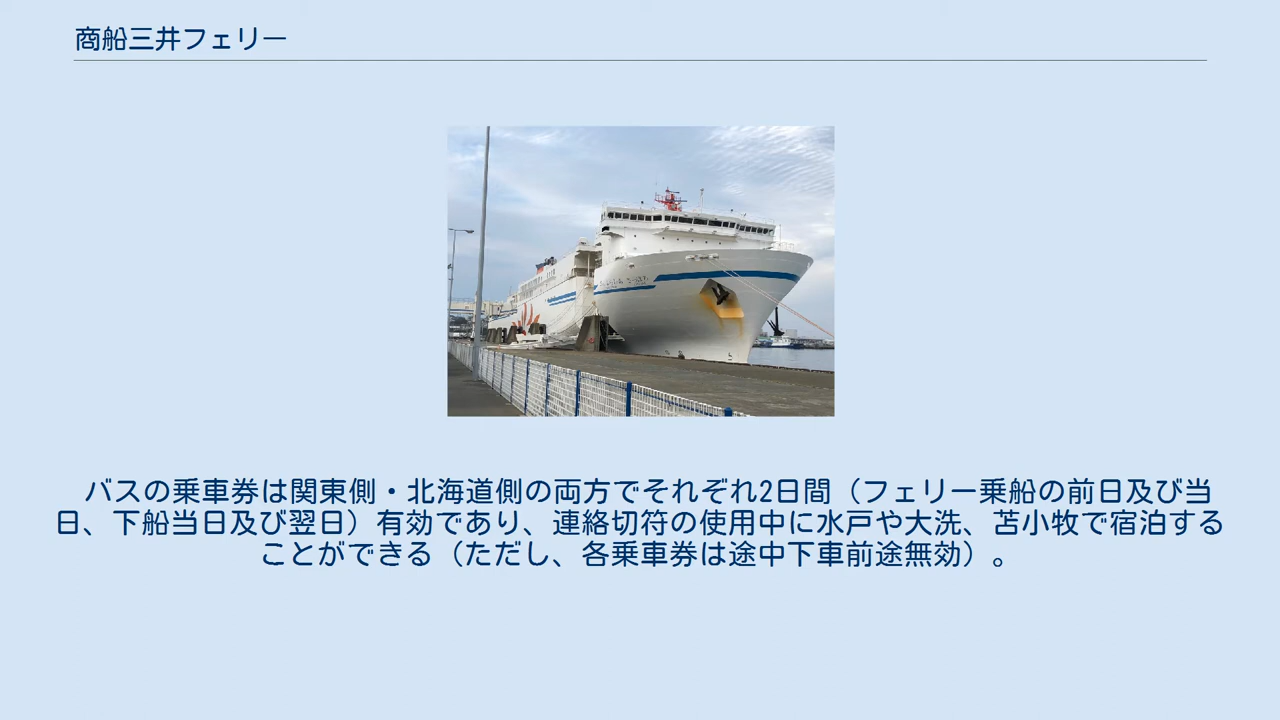 商船三井フェリー
バスの乗車券は関東側・北海道側の両方でそれぞれ2日間（フェリー乗船の前日及び当
日、下船当日及び翌日）有効であり、連絡切符の使用中に水戸や大洗、苫小牧で宿泊する
ことができる（ただし、各乗車券は途中下車前途無効）。